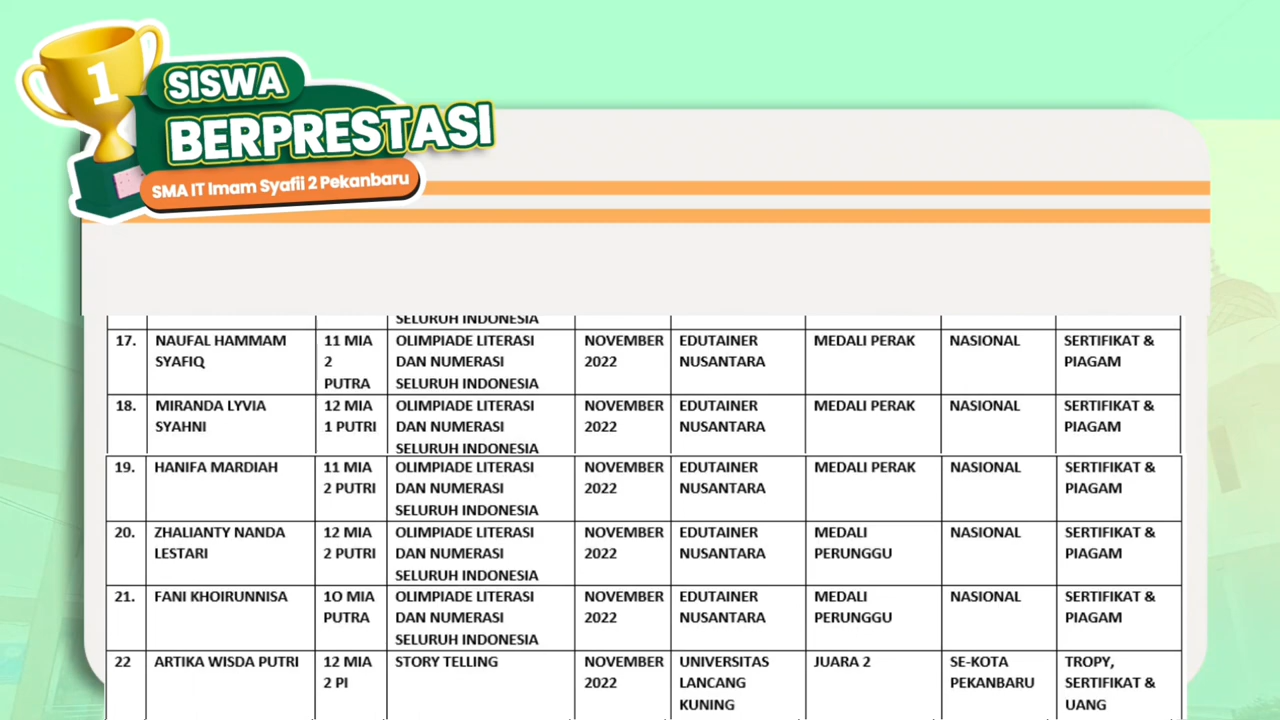 1
SISWA
BERPRESTASI
SMA IT Imam Syafii 2 Pekanbaru
SELURUH INDONESIA
17. NAUFAL HAMMAM 11 MIA OLIMPIADE LITERASI NOVEMBER EDUTAINER MEDALI PERAK NASIONAL SERTIFIKAT &
SYAFIQ 2 DAN NUMERASI 2022 NUSANTARA PIAGAM
PUTRA SELURUH INDONESIA
18. MIRANDA LYVIA 12 MIA OLIMPIADE LITERASI NOVEMBER EDUTAINER MEDALI PERAK NASIONAL SERTIFIKAT &
SYAHNI 1 PUTRI DAN NUMERASI 2022 NUSANTARA PIAGAM
SELURUH INDONESIA
19. HANIFA MARDIAH 11 MIA OLIMPIADE LITERASI NOVEMBER EDUTAINER MEDALI PERAK NASIONAL SERTIFIKAT &
2 PUTRI DAN NUMERASI 2022 NUSANTARA PIAGAM
SELURUH INDONESIA
20. ZHALIANTY NANDA 12 MIA OLIMPIADE LITERASI NOVEMBER EDUTAINER MEDALI NASIONAL SERTIFIKAT &
LESTARI 2 PUTRI DAN NUMERASI 2022 NUSANTARA PERUNGGU PIAGAM
SELURUH INDONESIA
21. FANI KHOIRUNNISA 1O MIA OLIMPIADE LITERASI NOVEMBER EDUTAINER MEDALI NASIONAL SERTIFIKAT &
PUTRA DAN NUMERASI 2022 NUSANTARA PERUNGGU PIAGAM
SELURUH INDONESIA
22 ARTIKA WISDA PUTRI 12 MIA STORY TELLING NOVEMBER UNIVERSITAS JUARA 2 SE-KOTA TROPY,
2 PI 2022 LANCANG PEKANBARU SERTIFIKAT &
KUNING UANG